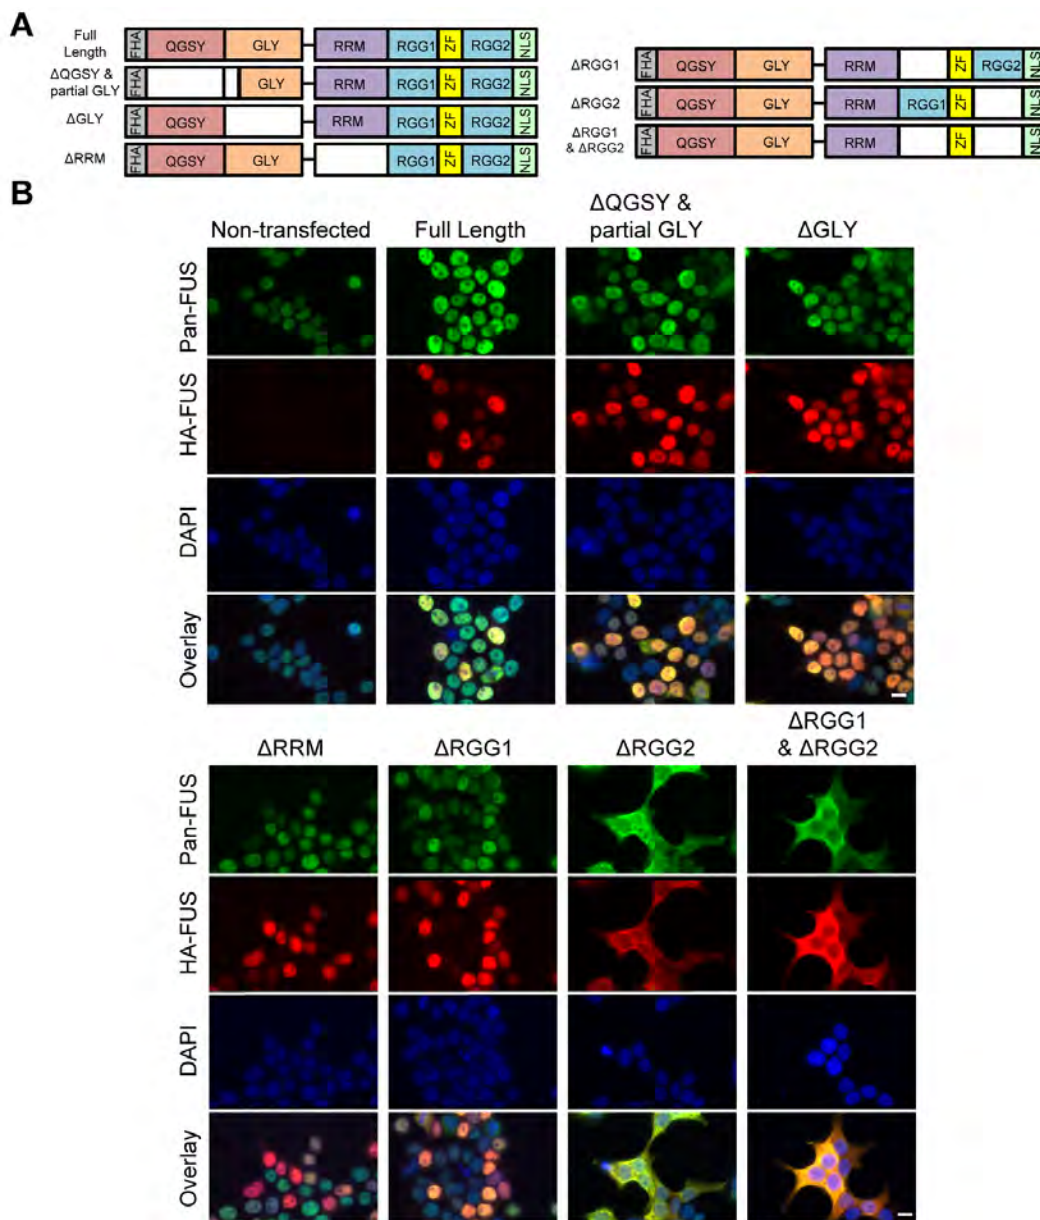 A
Full
Length
FHA QGSY GLY RRM RGG1 ZF RGG2 NLS
ΔQGSY &
partial GLY
FHA GLY RRM RGG1 ZF RGG2 NLS
ΔGLY
FHA QGSY RRM RGG1 ZF RGG2 NLS
ΔRRM
FHA QGSY GLY RGG1 ZF RGG2 NLS
ΔRGG1
FHA QGSY GLY RRM ZF RGG2 NLS
ΔRGG2
FHA QGSY GLY RRM RGG1 ZF NLS
ΔRGG1
& ΔRGG2
FHA QGSY GLY RRM ZF NLS
B
Non-transfected
Full Length
ΔQGSY &
partial GLY
ΔGLY
Pan-FUS
HA-FUS
DAPI
Overlay
ΔRRM
ΔRGG1
ΔRGG2
ΔRGG1
& ΔRGG2
Pan-FUS
HA-FUS
DAPI
Overlay